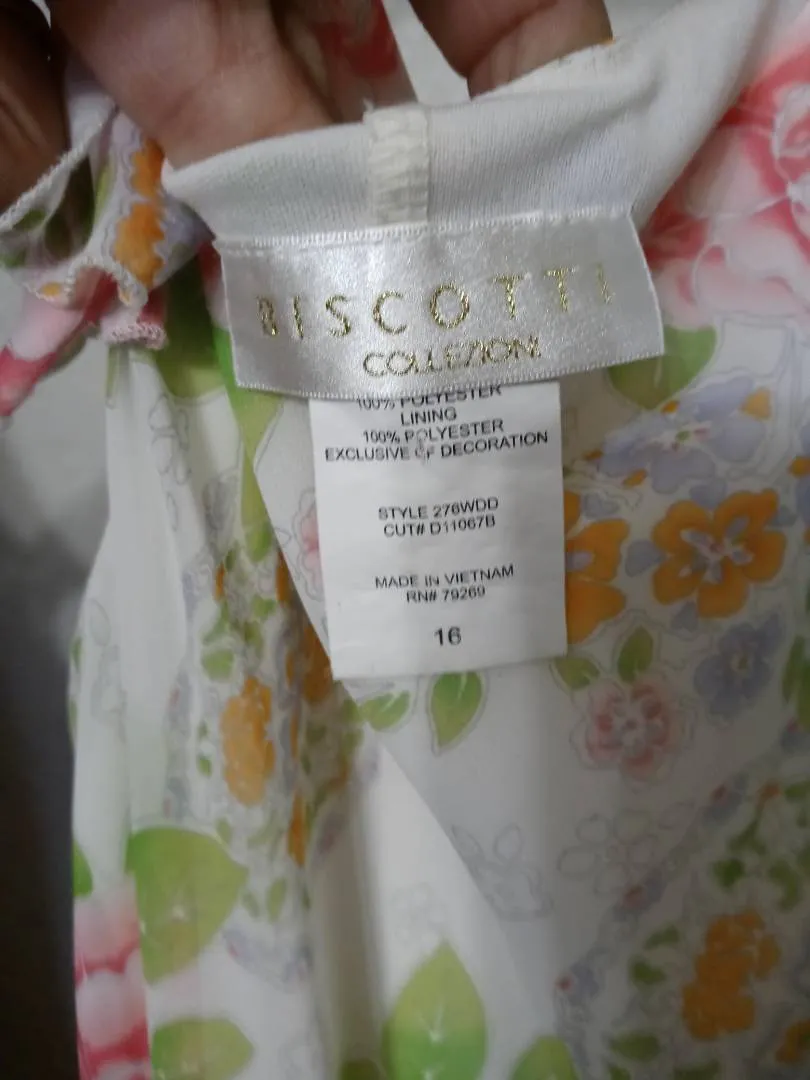 BISCOTTI
COLLEZIONI
100% POLYESTER
LINING
100% POLYESTER
EXCLUSIVE OF DECORATION
STYLE 276WDD
CUT# D11067B
MADE IN VIETNAM
RN# 79269
16